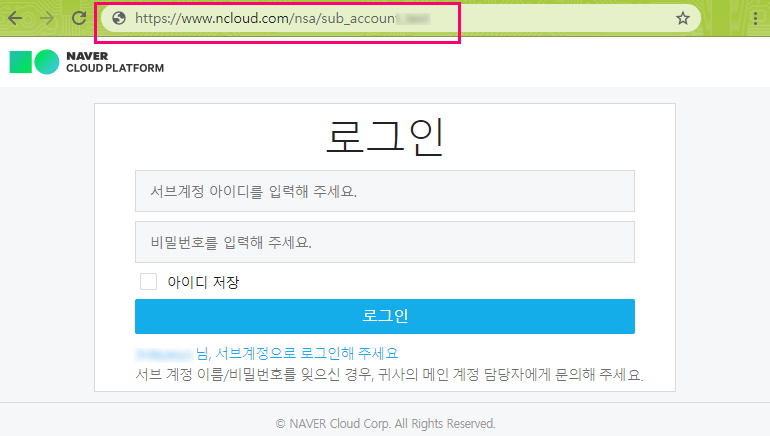 https://www.ncloud.com/nsa/sub_accoun
NAVER
CLOUD PLATFORM
로그인
서브계정 아이디를 입력해 주세요.
비밀번호를 입력해 주세요.
아이디 저장
로그인
님, 서브계정으로 로그인해 주세요
서브 계정 이름/비밀번호를 잊으신 경우, 귀사의 메인 계정 담당자에게 문의해 주세요.
© NAVER Cloud Corp. All Rights Reserved.